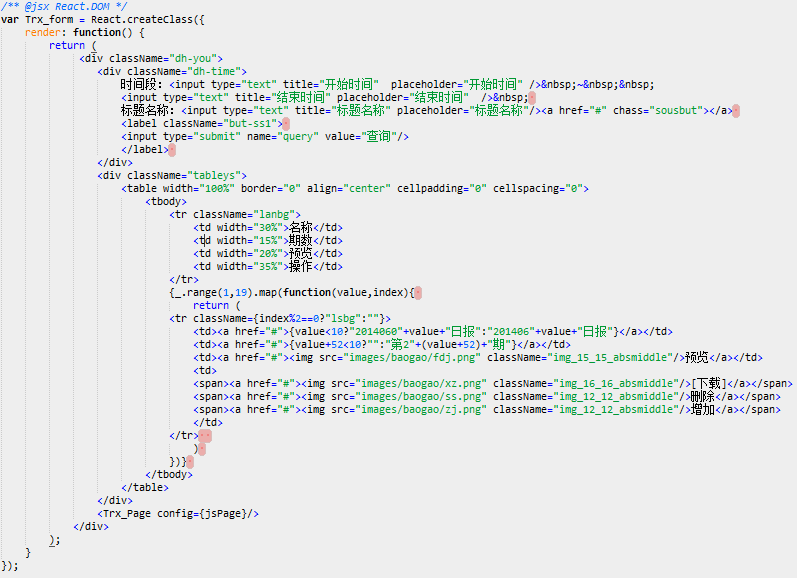 /** @jsx React.DOM */
var Trx_form = React.createClass({
render: function() {
return (
<div className="dh-you">
<div className="dh-time">
时间段：<input type="text" title="开始时间"  placeholder="开始时间" />&nbsp;~&nbsp;&nbsp;
<input type="text" title="结束时间" placeholder="结束时间"  />&nbsp;
标题名称：<input type="text" title="标题名称" placeholder="标题名称"/><a href="#" chass="sousbut"></a>
<label className="but-ss1">
<input type="submit" name="query" value="查询"/>
</label>
</div>
<div className="tableys">
<table width="100%" border="0" align="center" cellpadding="0" cellspacing="0">
<tbody>
<tr className="lanbg">
<td width="30%">名称</td>
<td width="15%">期数</td>
<td width="20%">预览</td>
<td width="35%">操作</td>
</tr>
{_.range(1,19).map(function(value,index){
return (
<tr className={index%2==0?"lsbg":""}>
<td><a href="#">{value<10?"2014060"+value+"日报":"201406"+value+"日报"}</a></td>
<td><a href="#">{value+52<10?"":"第2"+(value+52)+"期"}</a></td>
<td><a href="#"><img src="images/baogao/fdj.png" className="img_15_15_absmiddle"/>预览</a></td>
<td>
<span><a href="#"><img src="images/baogao/xz.png" className="img_16_16_absmiddle"/>[下载]</a></span>
<span><a href="#"><img src="images/baogao/ss.png" className="img_12_12_absmiddle"/>删除</a></span>
<span><a href="#"><img src="images/baogao/zj.png" className="img_12_12_absmiddle"/>增加</a></span>
</td>
</tr>
)
})}
</tbody>
</table>
</div>
<Trx_Page config={jsPage}/>
</div>
);
}
});